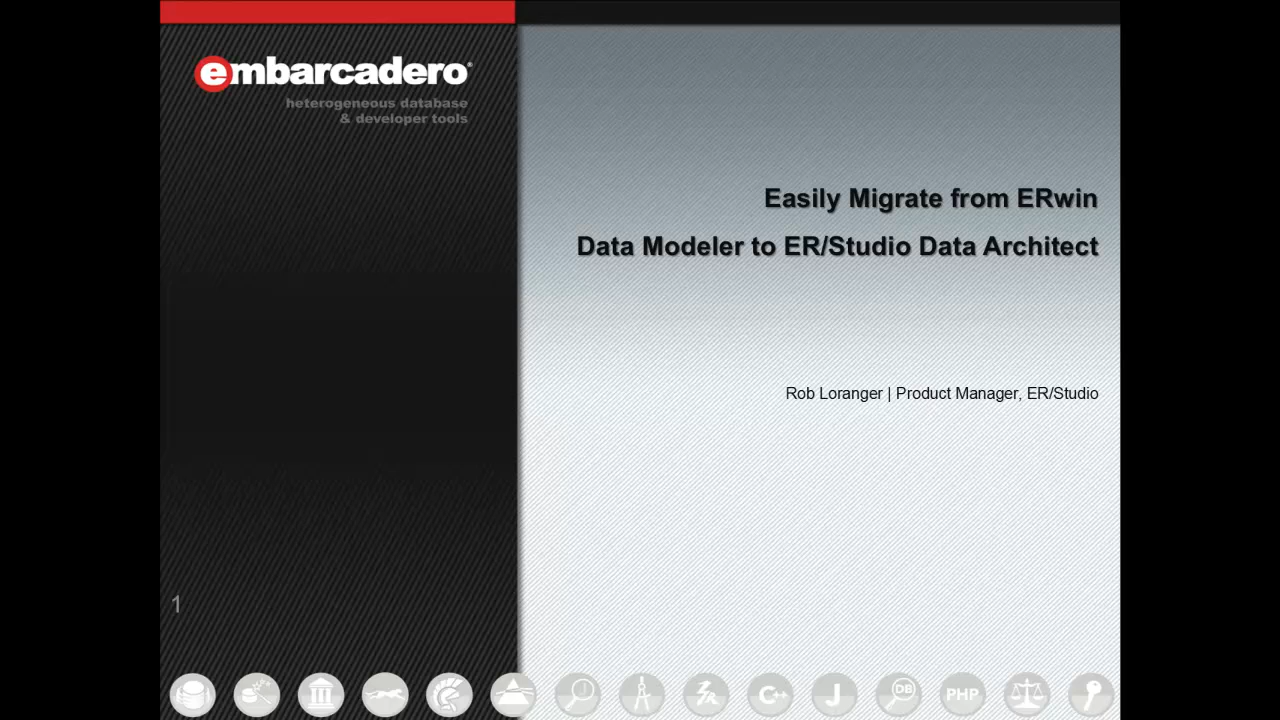 embarcadero®
heterogeneous database
& developer tools
Easily Migrate from ERwin
Data Modeler to ER/Studio Data Architect
Rob Loranger | Product Manager, ER/Studio
1
C++
J
DB
PHP